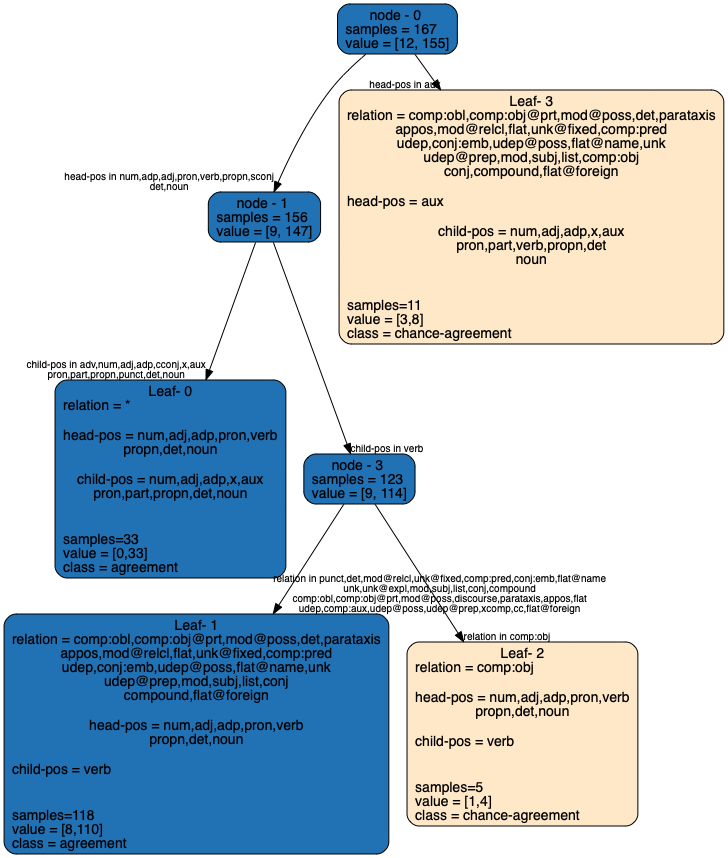 node - 0
samples = 167
value = [12, 155]
head-pos in aux
Leaf- 3
relation = comp:obl,comp:obj@prt,mod@poss,det,parataxis
appos,mod@relcl,flat,unk@fixed,comp:pred
udep,conj:emb,udep@poss,flat@name,unk
udep@prep,mod,subj,list,comp:obj
conj,compound,flat@foreign
head-pos = aux
child-pos = num,adj,adp,x,aux
pron,part,verb,propn,det
noun
samples=11
value = [3,8]
class = chance-agreement
head-pos in num,adp,adj,pron,verb,propn,sconj
det,noun
node - 1
samples = 156
value = [9, 147]
child-pos in adv,num,adj,adp,cconj,x,aux
pron,part,propn,punct,det,noun
Leaf- 0
relation = *
head-pos = num,adj,adp,pron,verb
propn,det,noun
child-pos = num,adj,adp,x,aux
pron,part,propn,det,noun
samples=33
value = [0,33]
class = agreement
child-pos in verb
node - 3
samples = 123
value = [9, 114]
relation in punct,det,mod@relcl,unk@fixed,comp:pred,conj:emb,flat@name
unk,unk@expl,mod,subj,list,conj,compound
comp:obl,comp:obj@prt,mod@poss,discourse,parataxis,appos,flat
udep,comp:aux,udep@poss,udep@prep,xcomp,cc,flat@foreign
Leaf- 1
relation = comp:obl,comp:obj@prt,mod@poss,det,parataxis
appos,mod@relcl,flat,unk@fixed,comp:pred
udep,conj:emb,udep@poss,flat@name,unk
udep@prep,mod,subj,list,conj
compound,flat@foreign
head-pos = num,adj,adp,pron,verb
propn,det,noun
child-pos = verb
samples=118
value = [8,110]
class = agreement
relation in comp:obj
Leaf- 2
relation = comp:obj
head-pos = num,adj,adp,pron,verb
propn,det,noun
child-pos = verb
samples=5
value = [1,4]
class = chance-agreement